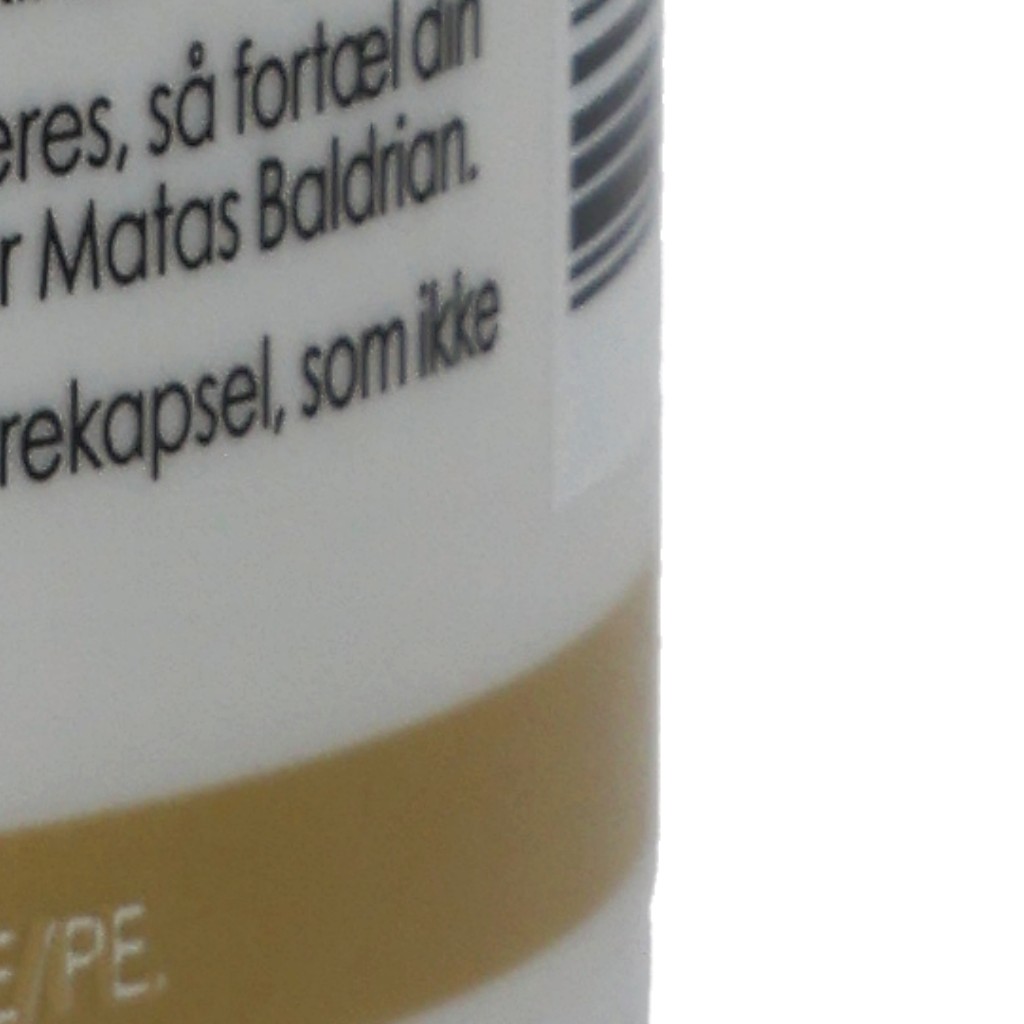 eres, så fortæl din
r Matas Baldrian.
rekapsel, som ikke
E/PE.